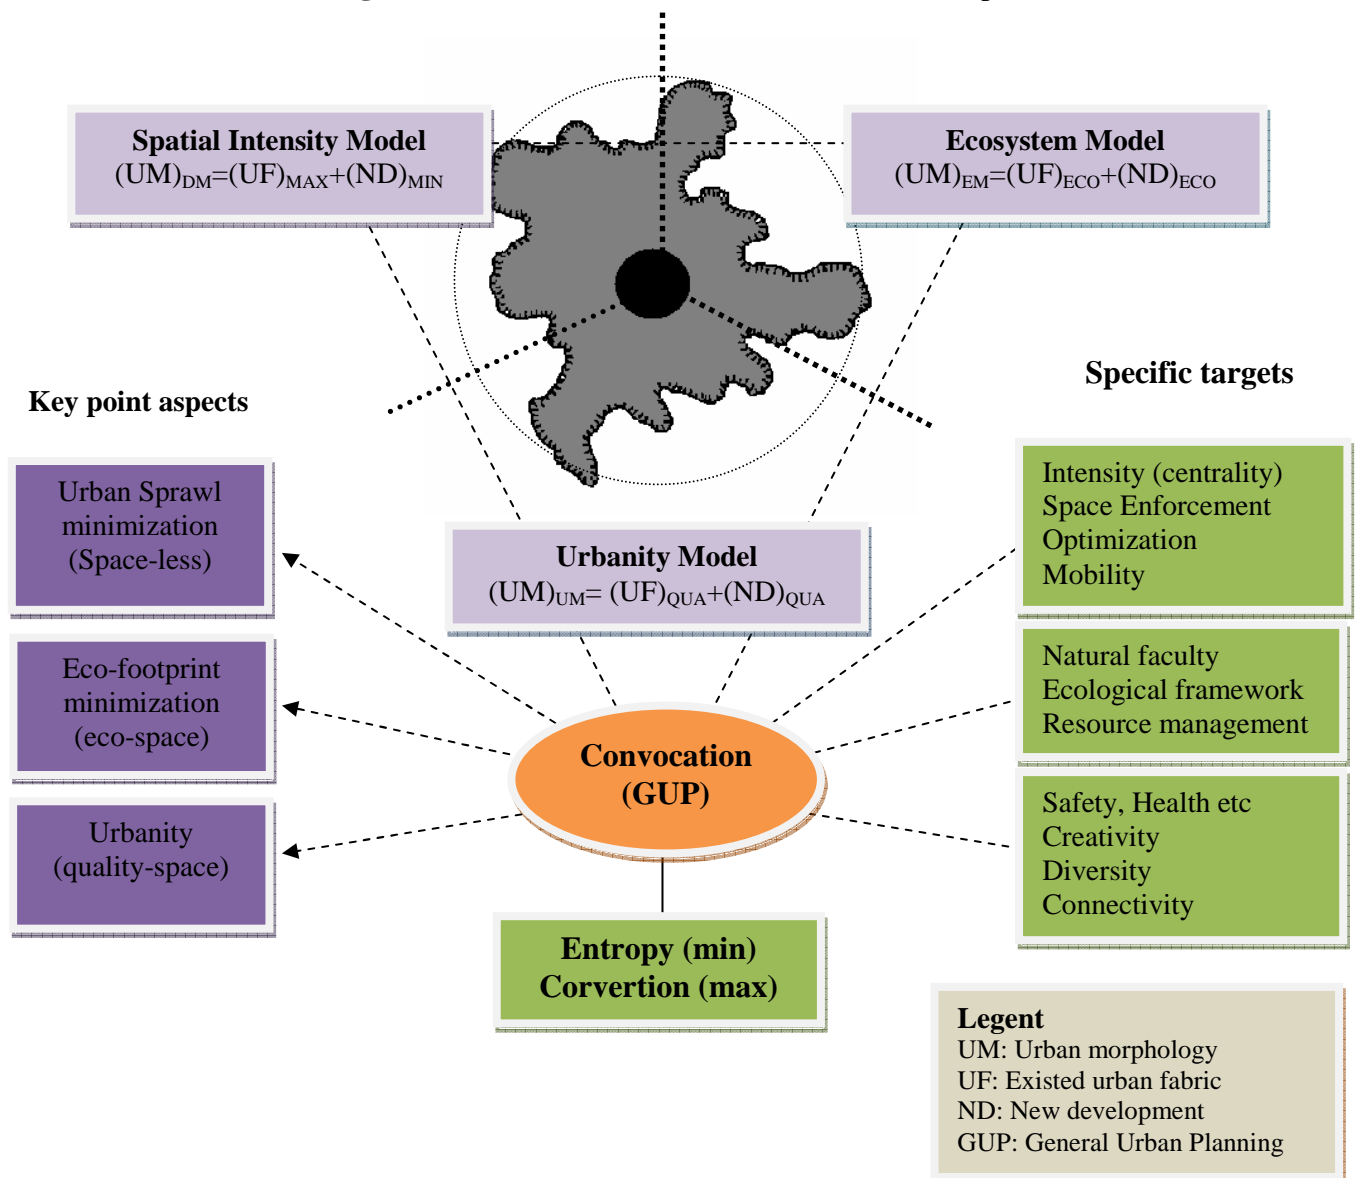 Spatial Intensity Model
(UM)DM=(UF)MAX+(ND)MIN
Ecosystem Model
(UM)EM=(UF)ECO+(ND)ECO
Key point aspects
Specific targets
Urban Sprawl
minimization
(Space-less)
Eco-footprint
minimization
(eco-space)
Urbanity
(quality-space)
Urbanity Model
(UM)UM= (UF)QUA+(ND)QUA
Convocation
(GUP)
Entropy (min)
Corvertion (max)
Intensity (centrality)
Space Enforcement
Optimization
Mobility
Natural faculty
Ecological framework
Resource management
Safety, Health etc
Creativity
Diversity
Connectivity
Legent
UM: Urban morphology
UF: Existed urban fabric
ND: New development
GUP: General Urban Planning